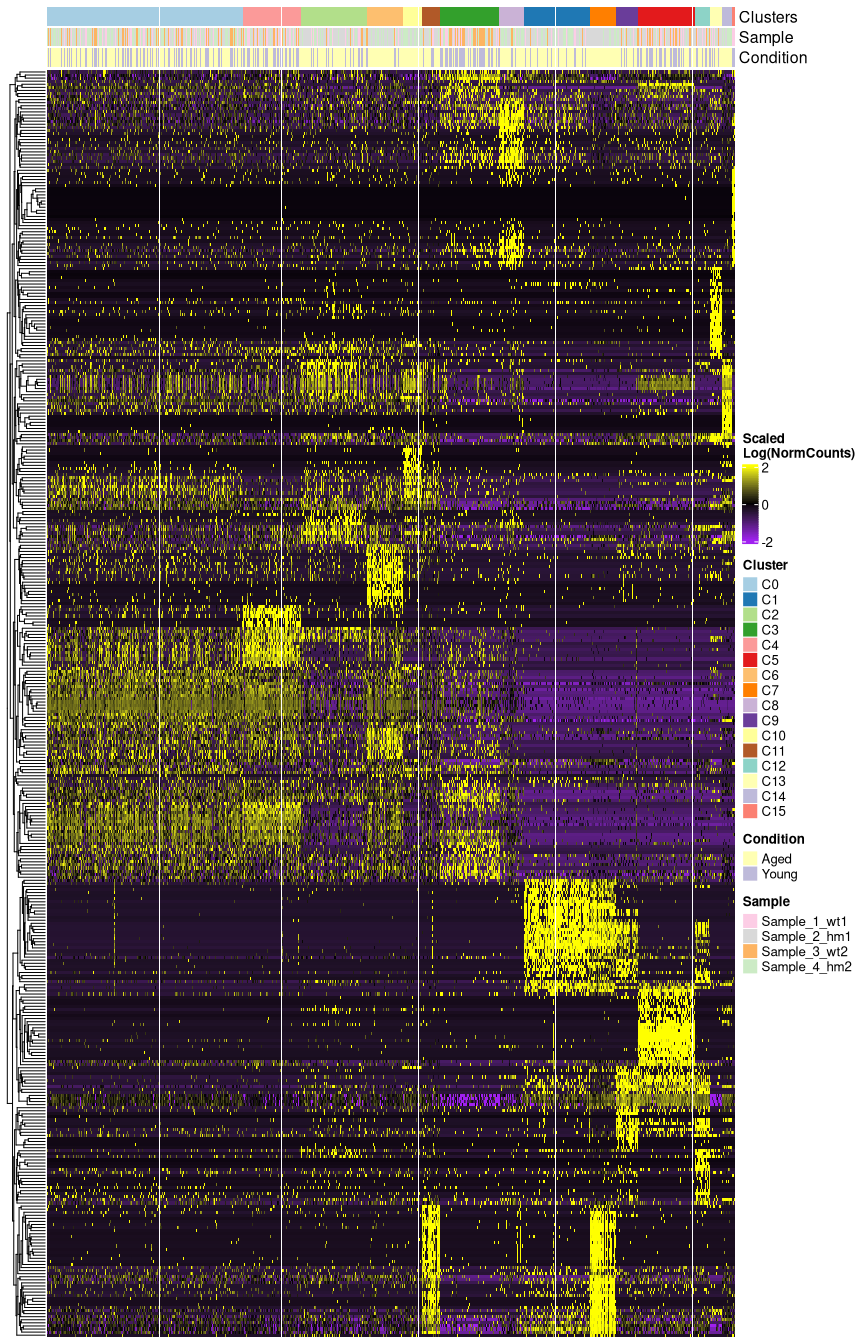 Clusters
Sample
Condition
Scaled
Log(NormCounts)
2
0
-2
Cluster
C0
C1
C2
C3
C4
C5
C6
C7
C8
C9
C10
C11
C12
C13
C14
C15
Condition
Aged
Young
Sample
Sample_1_wt1
Sample_2_hm1
Sample_3_wt2
Sample_4_hm2